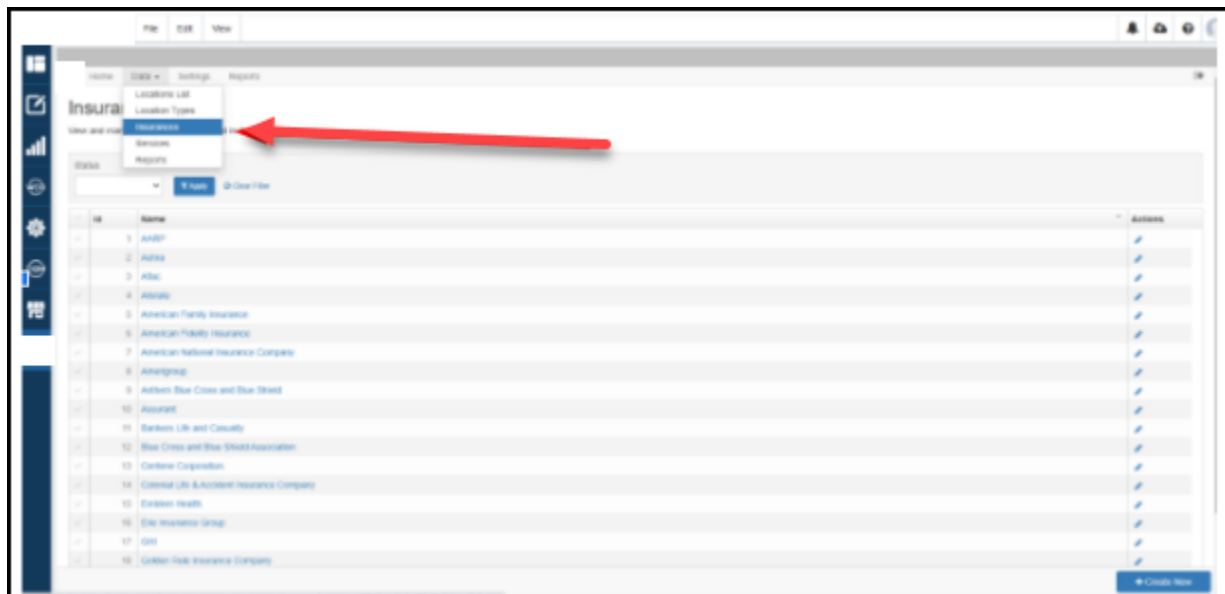 File Edit View
Home Data Settings Reports
Locations List
Insura
Location Types
Insurances
View and
Services
Reports
Status
Apply Clear Filter
Id Name Actions
1 AARP
2 Aetna
3 Aflac
4 Allstate
5 American Family Insurance
6 American Fidelity Insurance
7 American National Insurance Company
8 Amerigroup
9 Anthem Blue Cross and Blue Shield
10 Assurant
11 Bankers Life and Casualty
12 Blue Cross and Blue Shield Association
13 Centene Corporation
14 Colonial Life & Accident Insurance Company
15 Health
16 Erie Insurance Group
17
18 Golden Rule Insurance Company
+ Create New